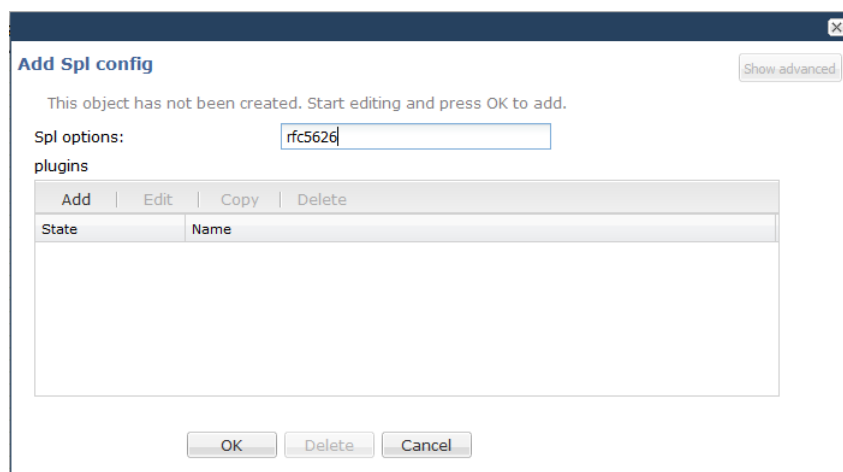 Add Spl config
Show advanced
This object has not been created. Start editing and press OK to add.
Spl options: rfc5626
plugins
Add Edit Copy Delete
State Name
OK Delete Cancel